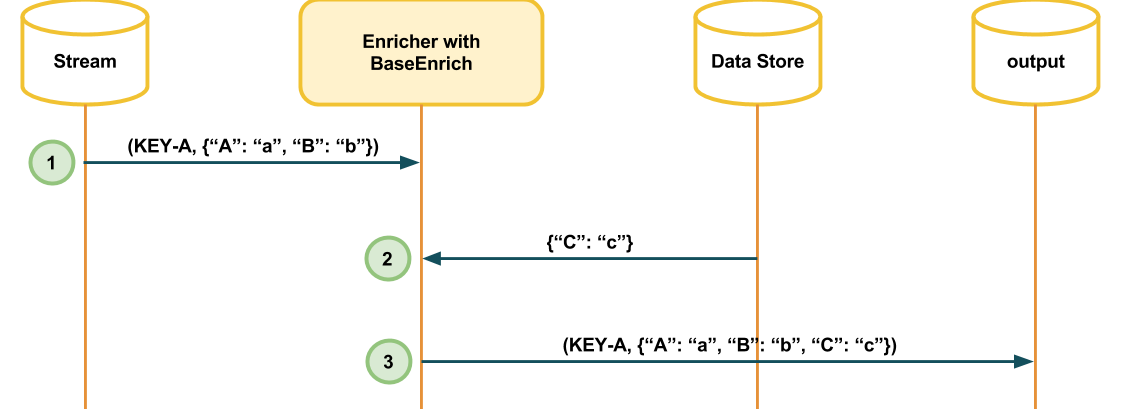 Stream
Enricher with
BaseEnrich
Data Store
output
1
(KEY-A, {“A”: “a”, “B”: “b”})
2
{“C”: “c”}
3
(KEY-A, {“A”: “a”, “B”: “b”, “C”: “c”})